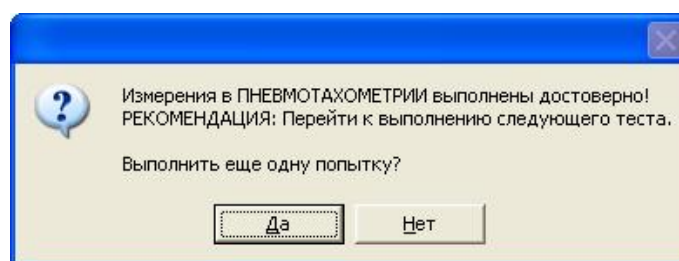 Измерения в ПНЕВМОТАХОМЕТРИИ выполнены достоверно!
РЕКОМЕНДАЦИЯ: Перейти к выполнению следующего теста.
Выполнить еще одну попытку?
Да
Нет